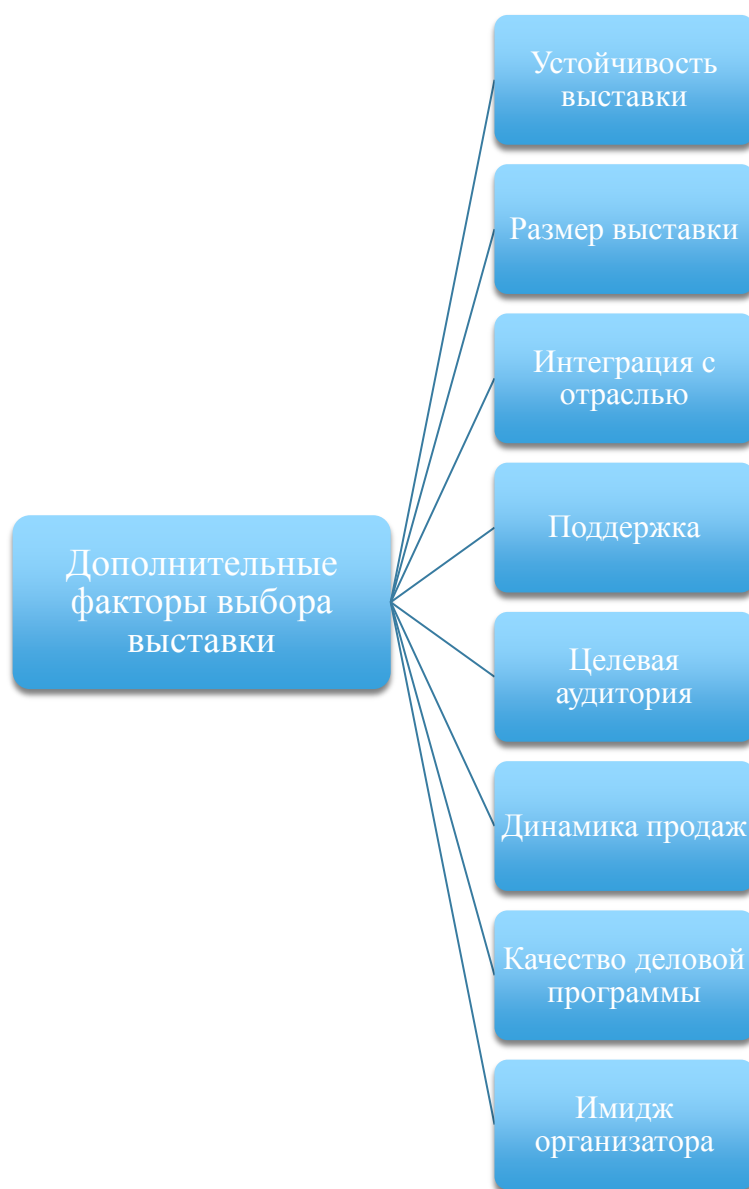 Устойчивость
выставки
Размер выставки
Интеграция с
отраслью
Поддержка
Дополнительные
факторы выбора
выставки
Целевая
аудитория
Динамика продаж
Качество деловой
программы
Имидж
организатора